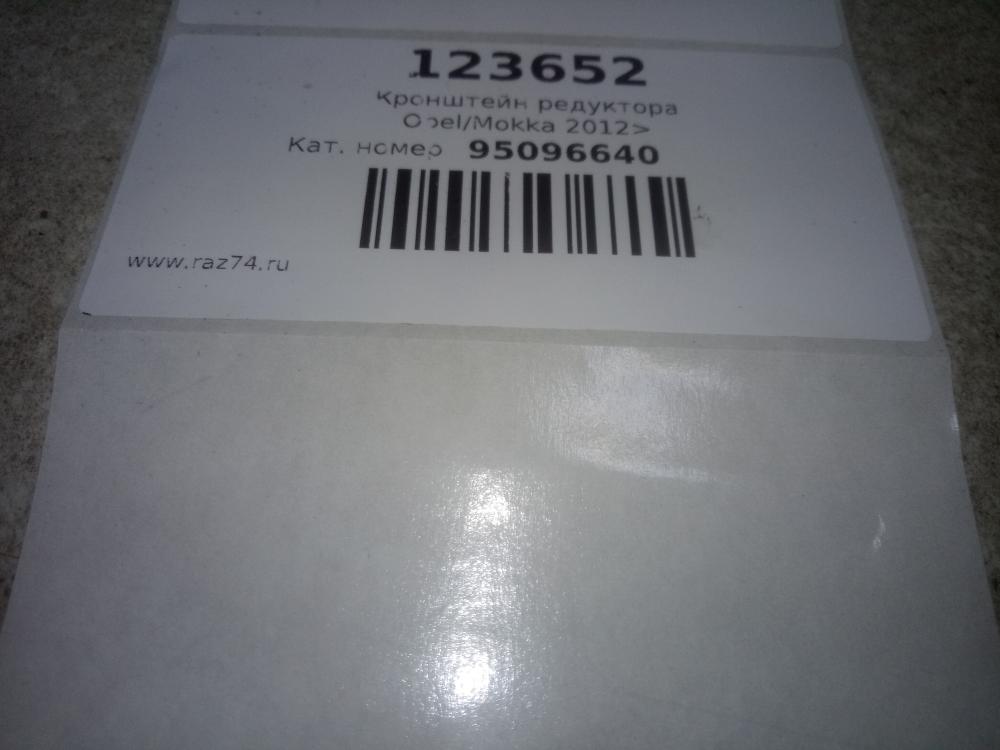 123652
Кронштейн редуктора
Opel/Mokka 2012>
Кат. номер 95096640
www.raz74.ru